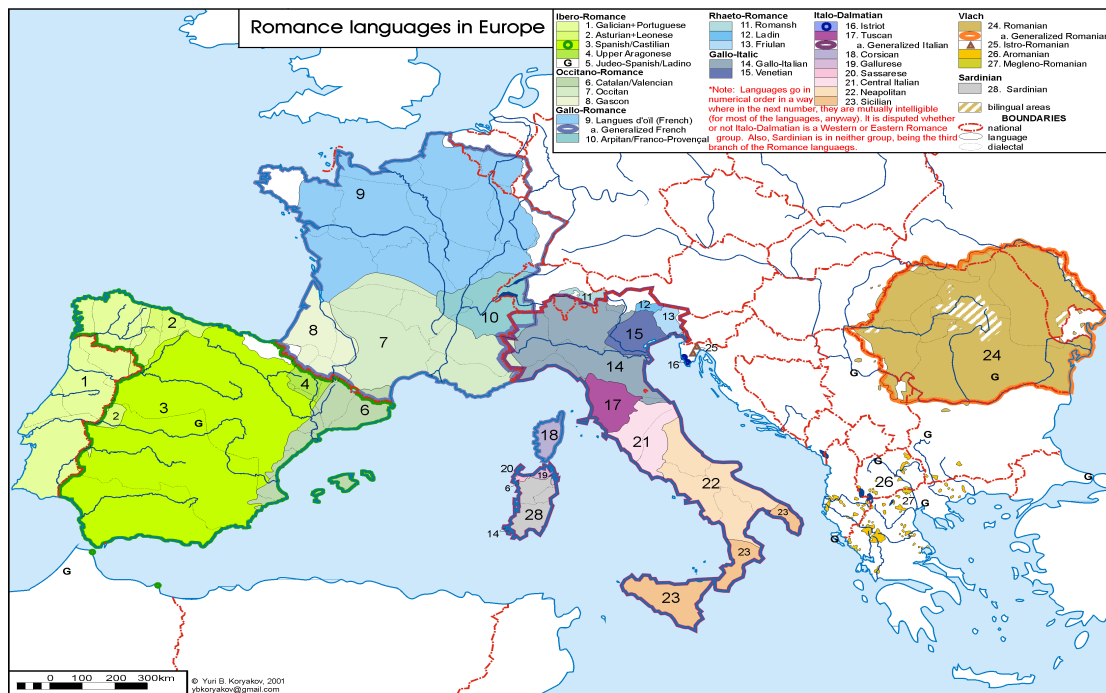 Romance languages in Europe
Ibero-Romance
1. Galician+Portuguese
2. Asturian+Leonese
3. Spanish/Castilian
4. Upper Aragonese
G 5. Judeo-Spanish/Ladino
Occitano-Romance
6. Catalan/Valencian
7. Occitan
8. Gascon
Gallo-Romance
9. Langues d'oïl (French)
a. Generalized French
10. Arpitan/Franco-Provençal
Rhaeto-Romance
11. Romansh
12. Ladin
13. Friulan
Gallo-Italic
14. Gallo-Italian
15. Venetian
Italo-Dalmatian
16. Istriot
17. Tuscan
a. Generalized Italian
18. Corsican
19. Gallurese
20. Sassarese
21. Central Italian
22. Neapolitan
23. Sicilian
*Note: Languages go in
numerical order in a way
where in the next number, they are mutually intelligible
(for most of the languages, anyway). It is disputed whether
or not Italo-Dalmatian is a Western or Eastern Romance
group. Also, Sardinian is in neither group, being the third
branch of the Romance languaegs.
Vlach
24. Romanian
a. Generalized Romanian
25. Istro-Romanian
26. Aromanian
27. Megleno-Romanian
Sardinian
28. Sardinian
bilingual areas
BOUNDARIES
national
language
dialectal
9
11
12
13
10
15
8
7
2
14
25
16
24
G
G
1
4
3
6
2
17
G
18
21
G
20
19
6
22
G
26
27
G
G
28
23
14
G
23
G
23
0 100 200 300km
© Yuri B. Koryakov, 2001
ybkoryakov@gmail.com